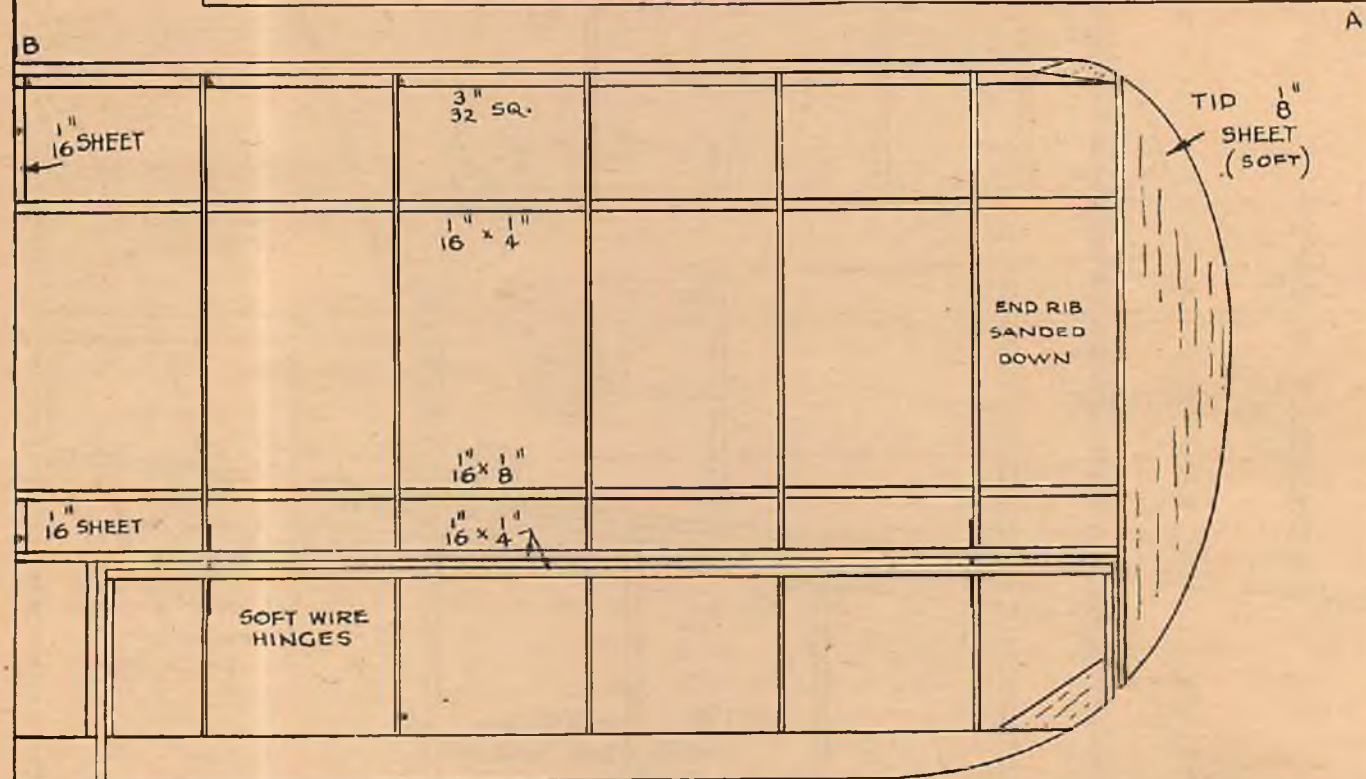 A
B
3/32" SQ.
1/16" SHEET
TIP 1/8"
SHEET
(SOFT)
1/16" x 1/4"
END RIB
SANDED
DOWN
1/16" x 1/8"
1/16" SHEET
1/16" x 1/4"
SOFT WIRE
HINGES